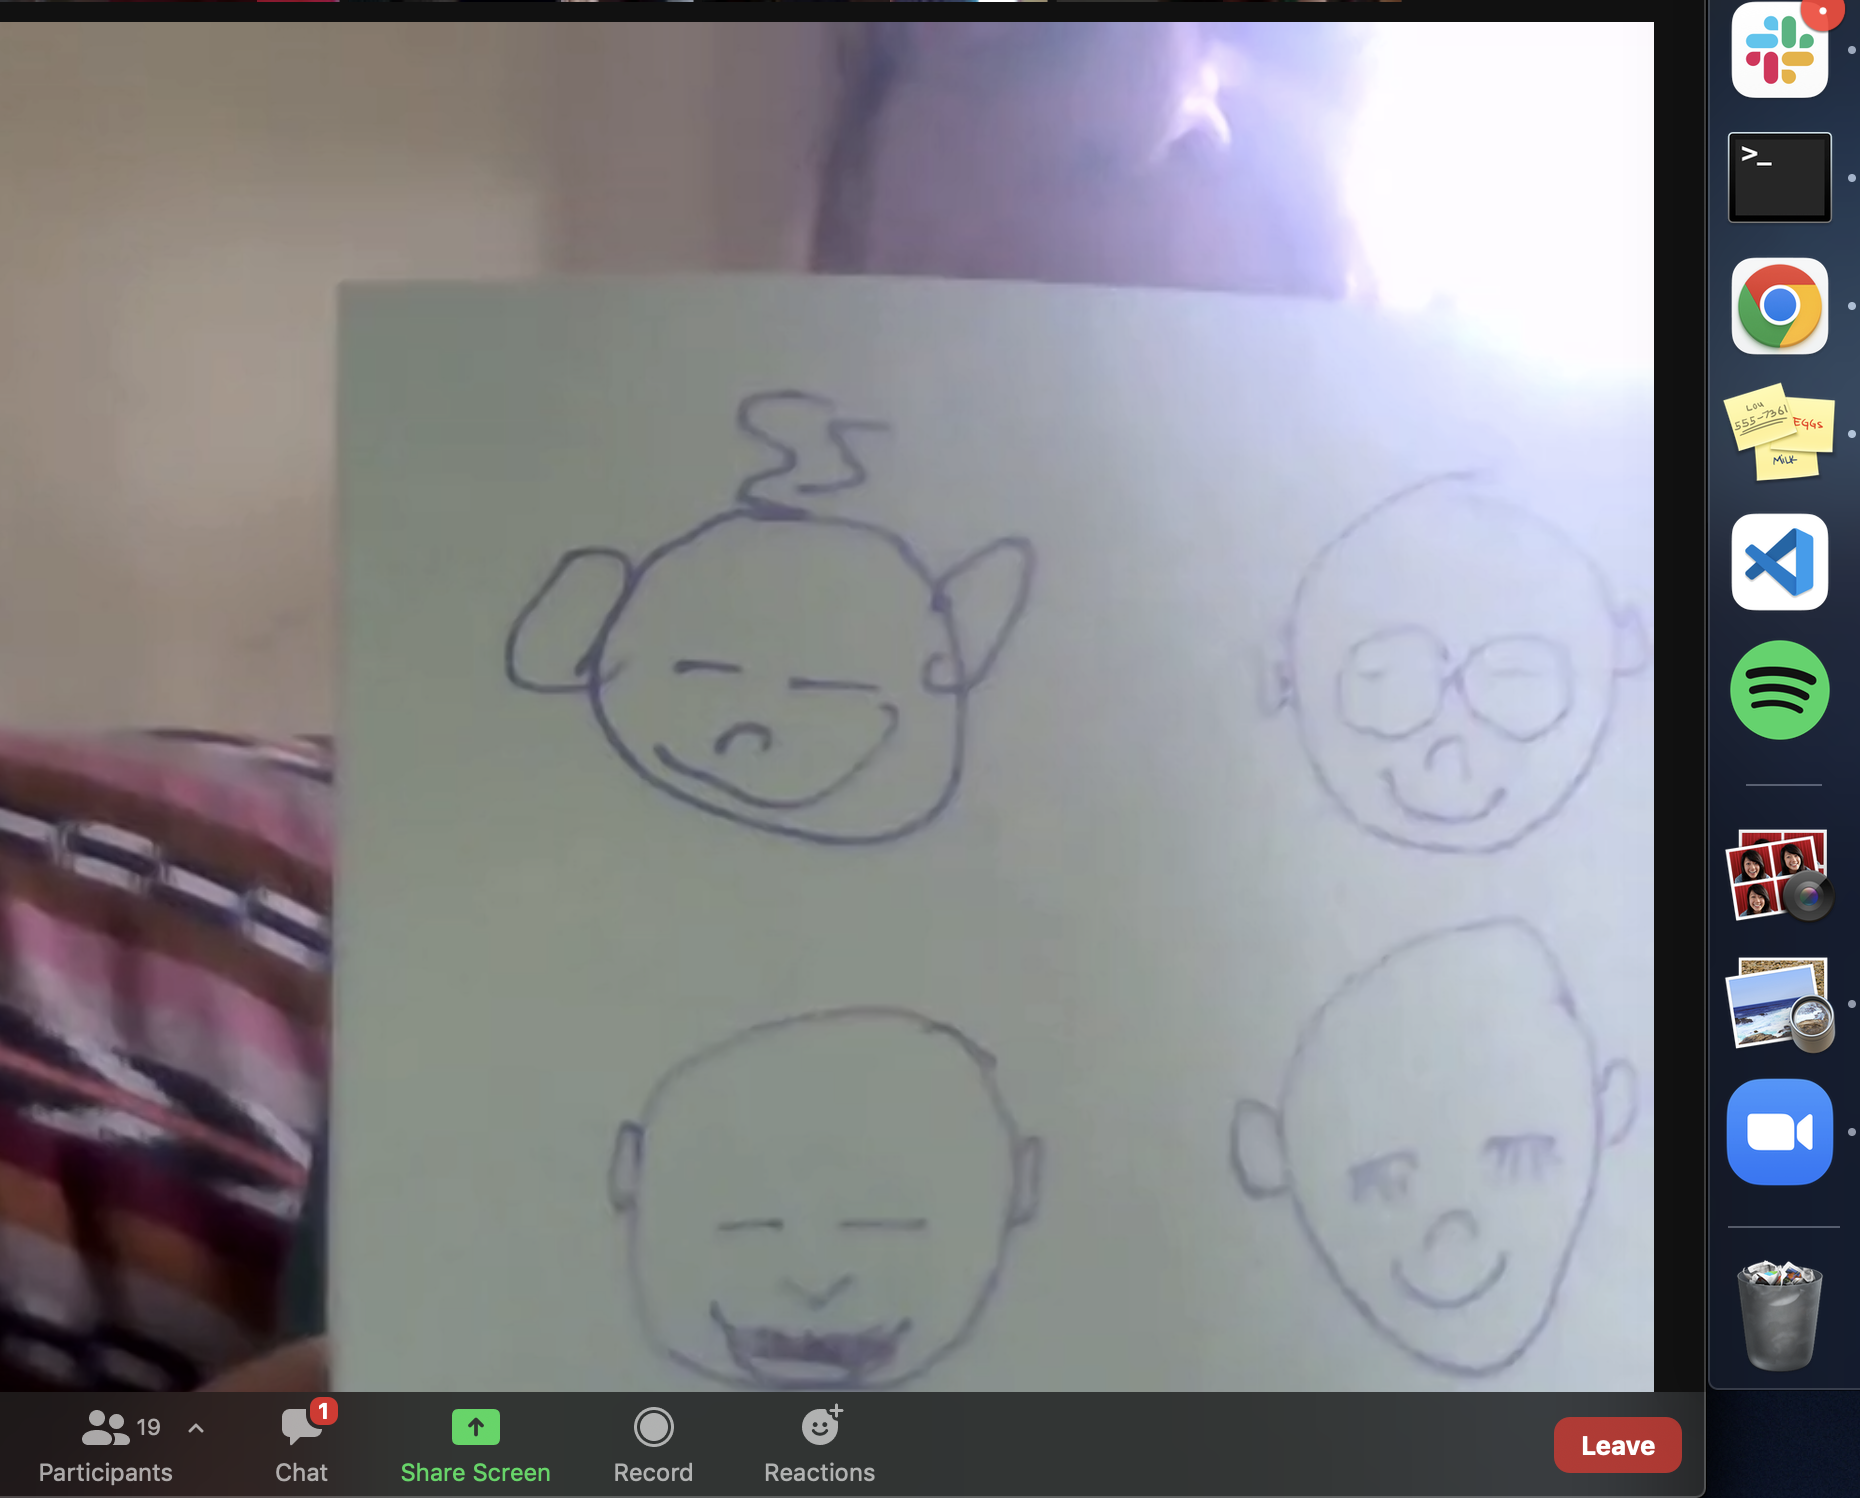 >_
LOU
555-7361
EGGS
MILK
19
1
Participants
Chat
Share Screen
Record
Reactions
Leave